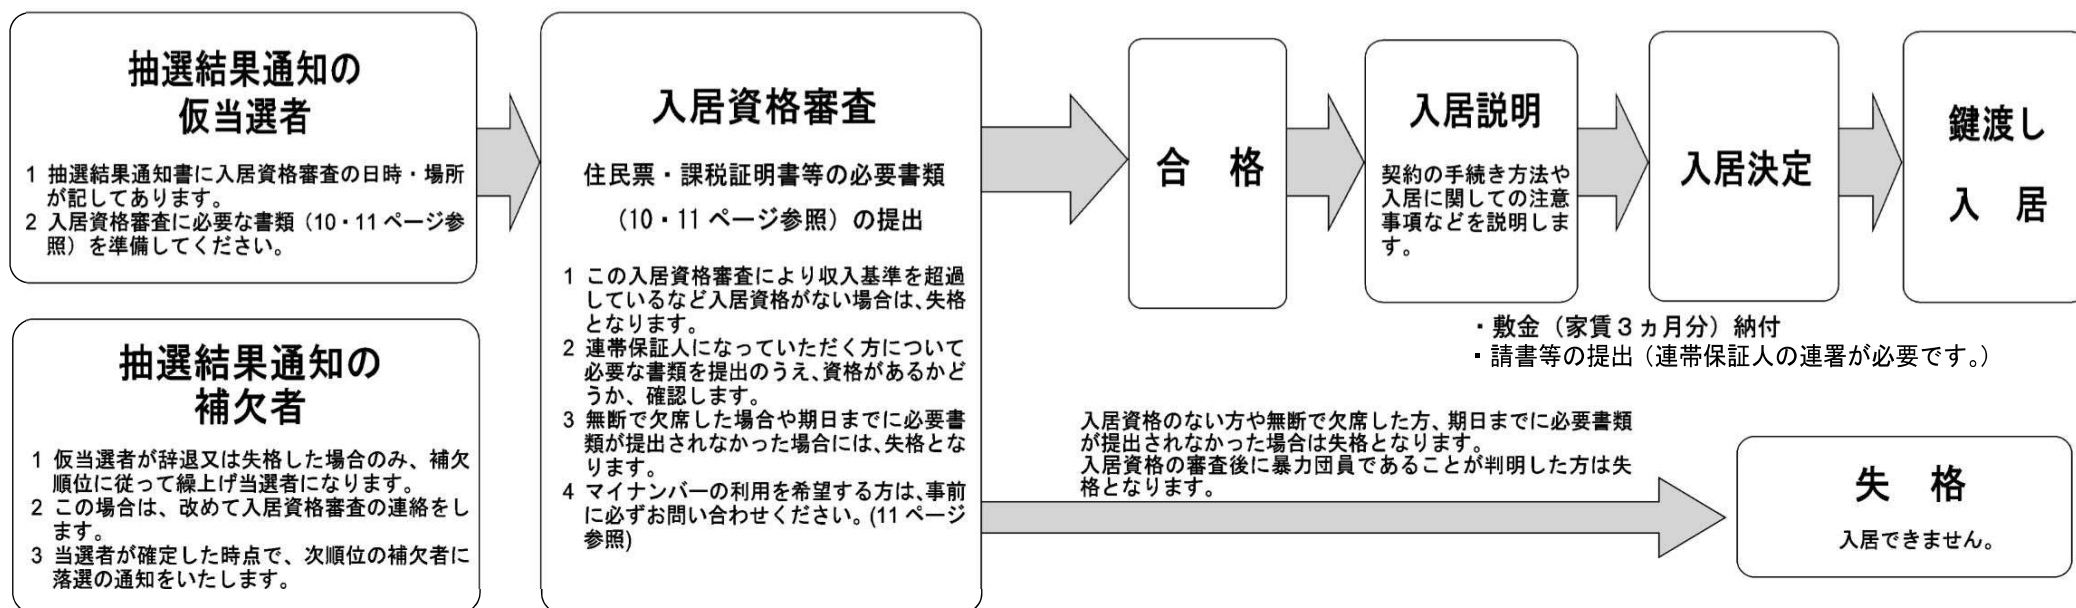 抽選結果通知の
仮当選者
1 抽選結果通知書に入居資格審査の日時・場所
が記してあります。
2 入居資格審査に必要な書類（10・11 ページ参
照）を準備してください。
抽選結果通知の
補欠者
1 仮当選者が辞退又は失格した場合のみ、補欠
順位に従って繰上げ当選者になります。
2 この場合は、改めて入居資格審査の連絡をし
ます。
3 当選者が確定した時点で、次順位の補欠者に
落選の通知をいたします。
入居資格審査
住民票・課税証明書等の必要書類
（10・11 ページ参照）の提出
1 この入居資格審査により収入基準を超過
しているなど入居資格がない場合は、失格
となります。
2 連帯保証人になっていただく方について
必要な書類を提出のうえ、資格があるかど
うか、確認します。
3 無断で欠席した場合や期日までに必要書
類が提出されなかった場合には、失格とな
ります。
4 マイナンバーの利用を希望する方は、事前
に必ずお問い合わせください。(11 ページ
参照)
合　格
入居説明
契約の手続き方法や
入居に関しての注意
事項などを説明しま
す。
入居決定
鍵渡し
入　居
・敷金（家賃３ヵ月分）納付
・請書等の提出（連帯保証人の連署が必要です。）
入居資格のない方や無断で欠席した方、期日までに必要書類
が提出されなかった場合は失格となります。
入居資格の審査後に暴力団員であることが判明した方は失
格となります。
失　格
入居できません。